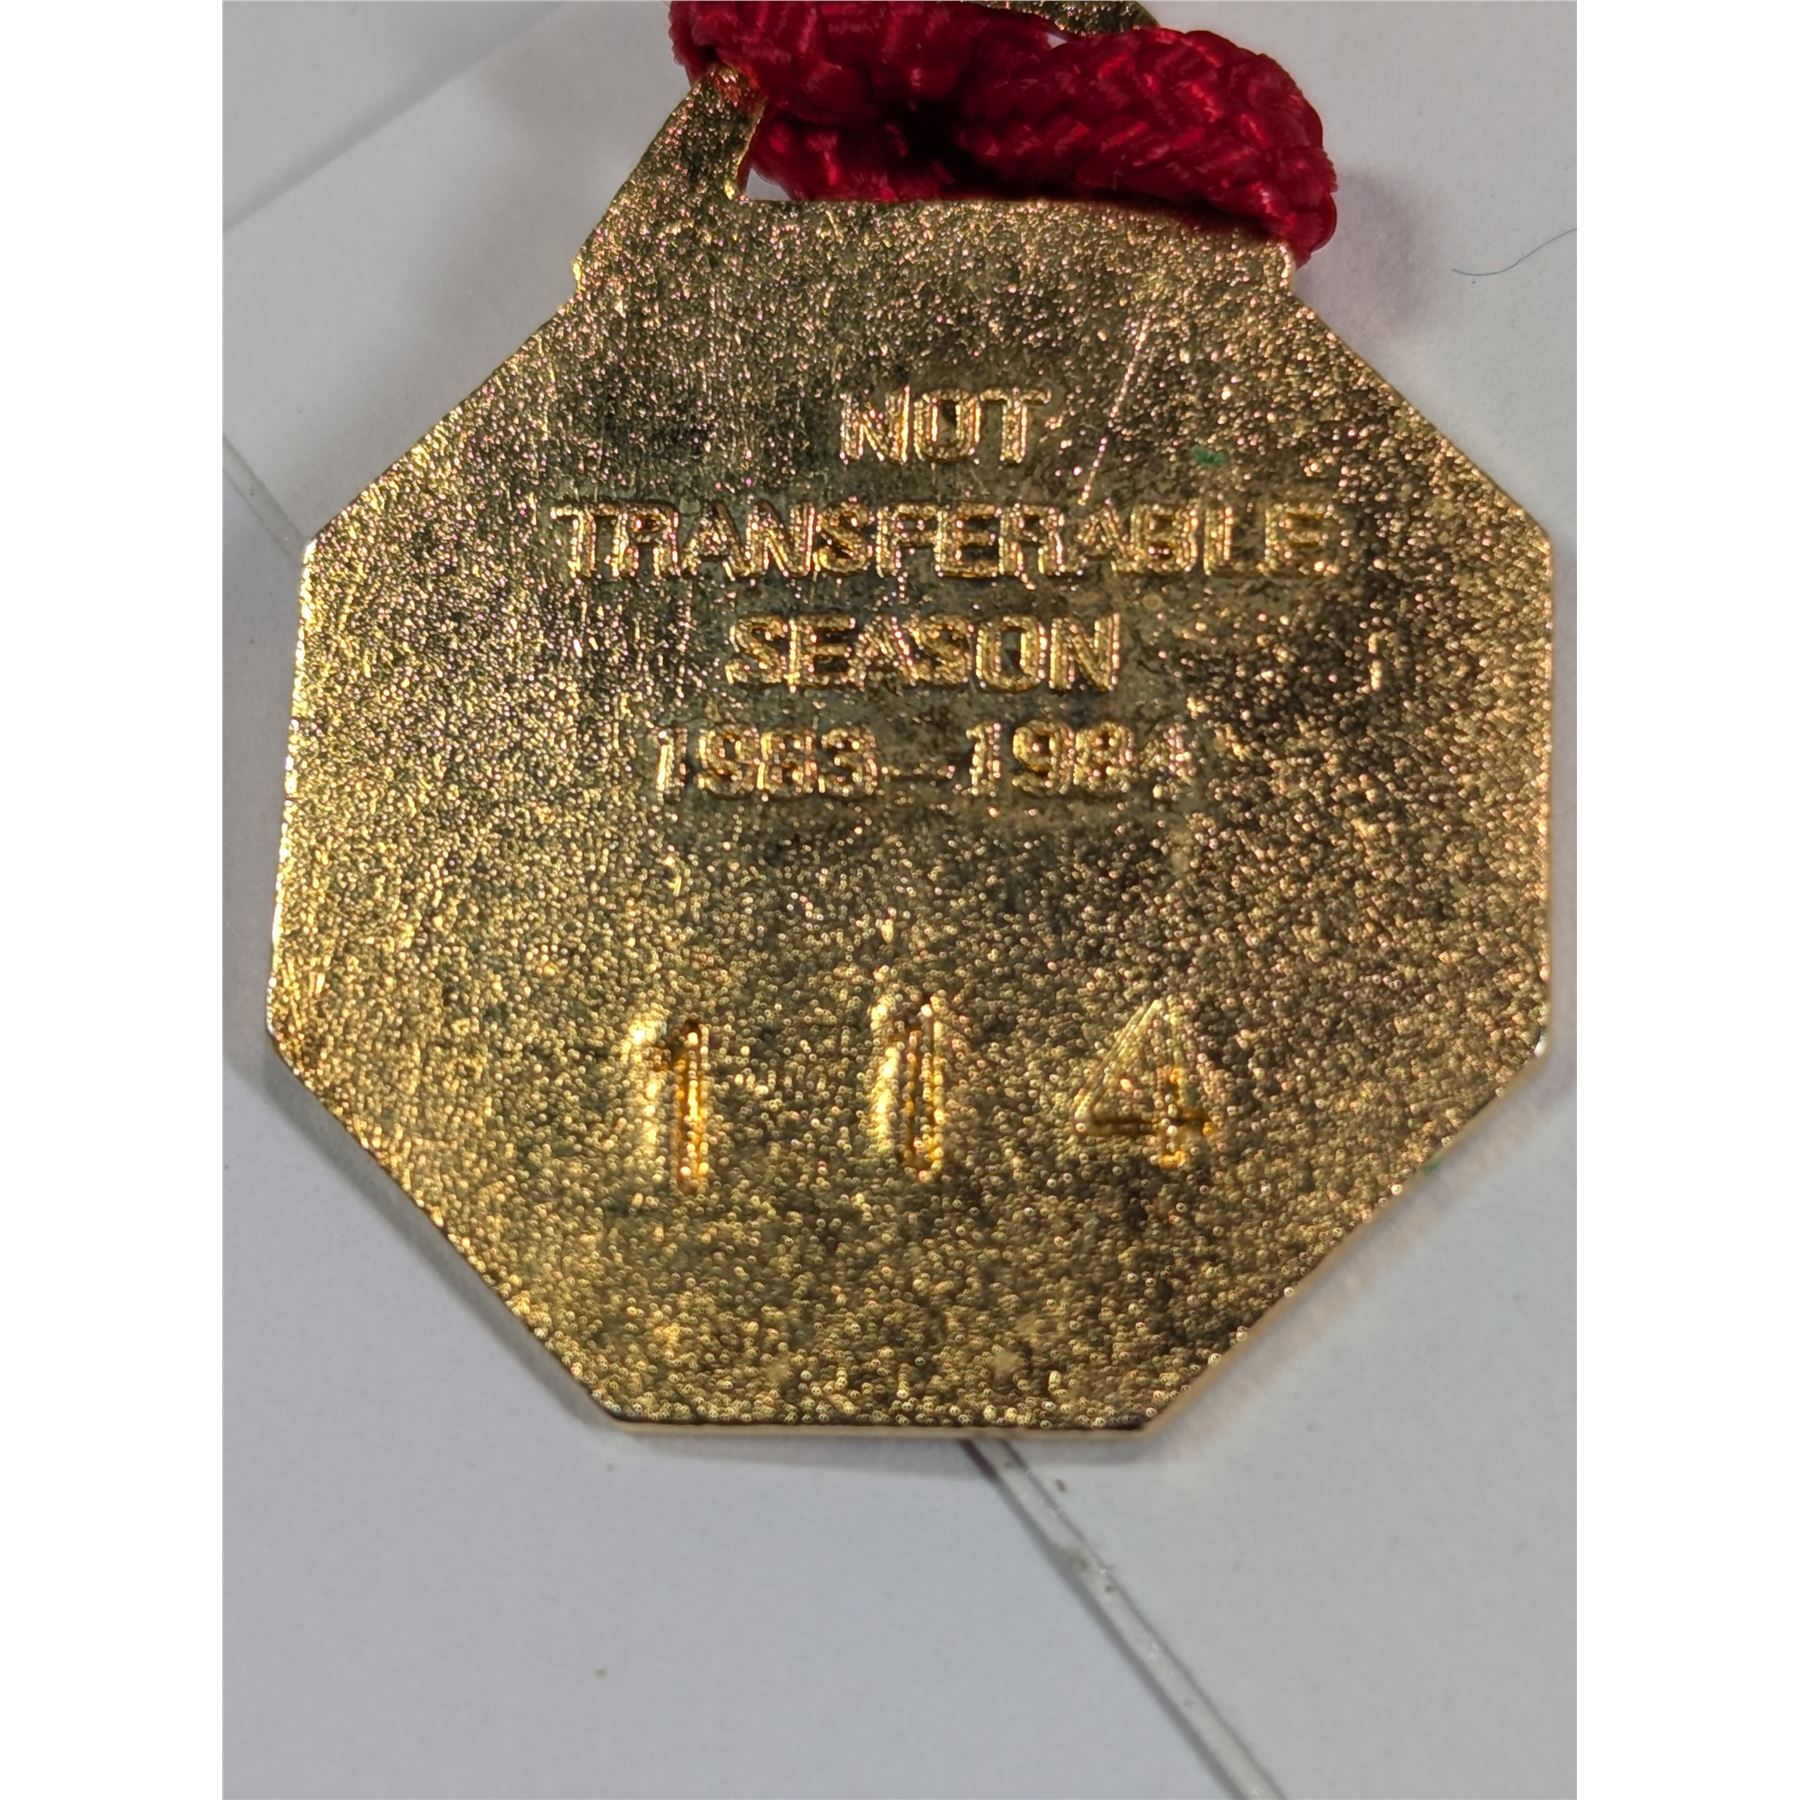 NOT
TRANSFERABLE
SEASON
1983-1984
114